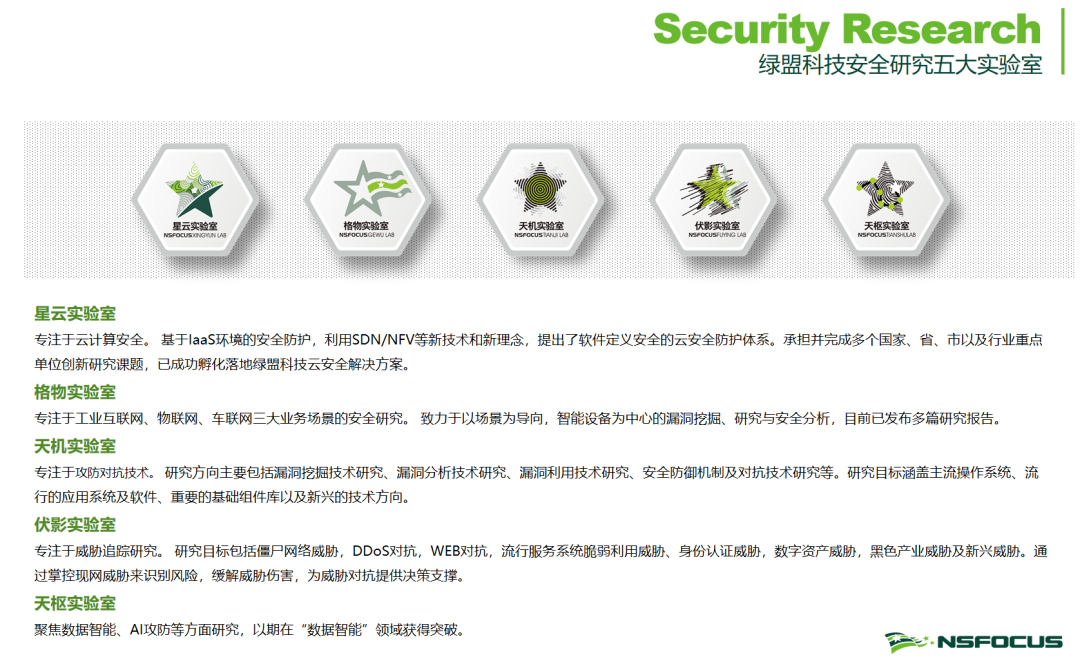 Security Research
绿盟科技安全研究五大实验室
星云实验室
NSFOCUS XINGYUN LAB
格物实验室
NSFOCUS GEWU LAB
天机实验室
NSFOCUS TIANJI LAB
伏影实验室
NSFOCUS FUYING LAB
天枢实验室
NSFOCUS TIANSHU LAB
星云实验室
专注于云计算安全。 基于IaaS环境的安全防护，利用SDN/NFV等新技术和新理念，提出了软件定义安全的云安全防护体系。承担并完成多个国家、省、市以及行业重点
单位创新研究课题，已成功孵化落地绿盟科技云安全解决方案。
格物实验室
专注于工业互联网、物联网、车联网三大业务场景的安全研究。 致力于以场景为导向，智能设备为中心的漏洞挖掘、研究与安全分析，目前已发布多篇研究报告。
天机实验室
专注于攻防对抗技术。 研究方向主要包括漏洞挖掘技术研究、漏洞分析技术研究、漏洞利用技术研究、安全防御机制及对抗技术研究等。研究目标涵盖主流操作系统、流
行的应用系统及软件、重要的基础组件库以及新兴的技术方向。
伏影实验室
专注于威胁追踪研究。 研究目标包括僵尸网络威胁，DDoS对抗，WEB对抗，流行服务系统脆弱利用威胁、身份认证威胁，数字资产威胁，黑色产业威胁及新兴威胁。通
过掌控现网威胁来识别风险，缓解威胁伤害，为威胁对抗提供决策支撑。
天枢实验室
聚焦数据智能、AI攻防等方面研究，以期在“数据智能”领域获得突破。
NSFOCUS